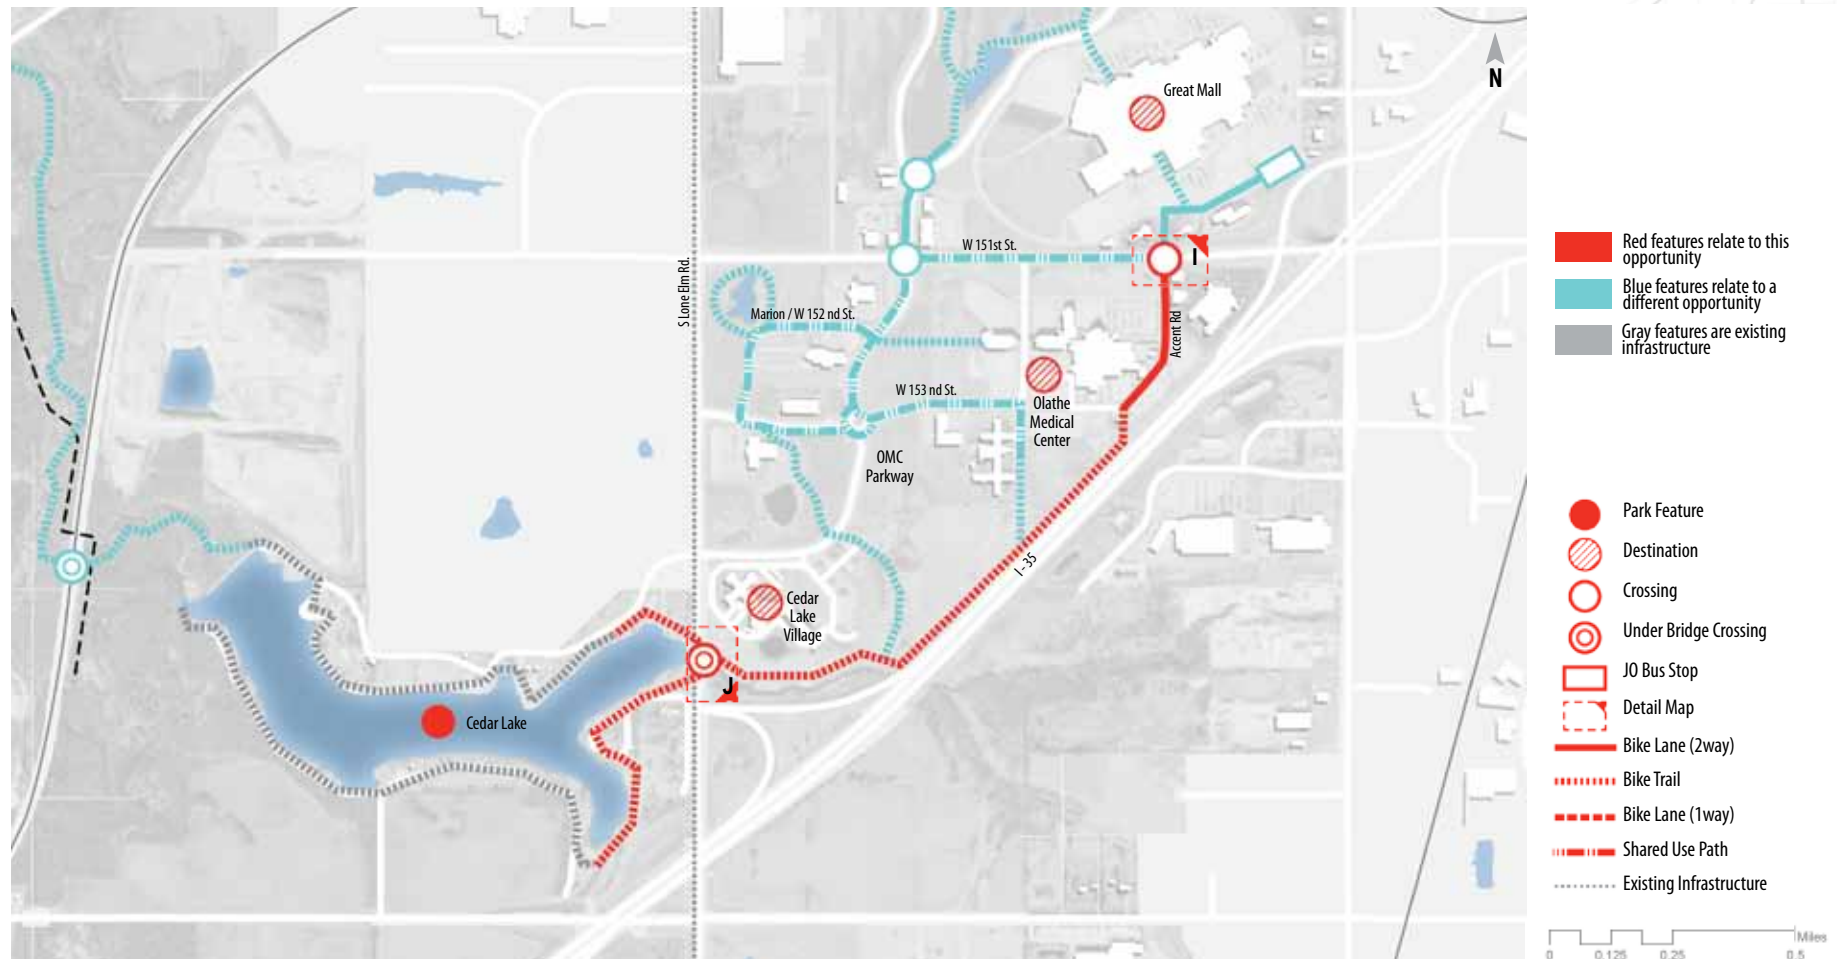 N
Great Mall
W 151st St.
I
S Lone Elm Rd.
Marion / W 152 nd St.
Accent Rd
W 153 nd St.
Olathe
Medical
Center
OMC
Parkway
I - 35
Cedar
Lake
Village
J
Cedar Lake
Red features relate to this
opportunity
Blue features relate to a
different opportunity
Gray features are existing
infrastructure
Park Feature
Destination
Crossing
Under Bridge Crossing
JO Bus Stop
Detail Map
Bike Lane (2way)
Bike Trail
Bike Lane (1way)
Shared Use Path
Existing Infrastructure
Miles
0 0.125 0.25 0.5